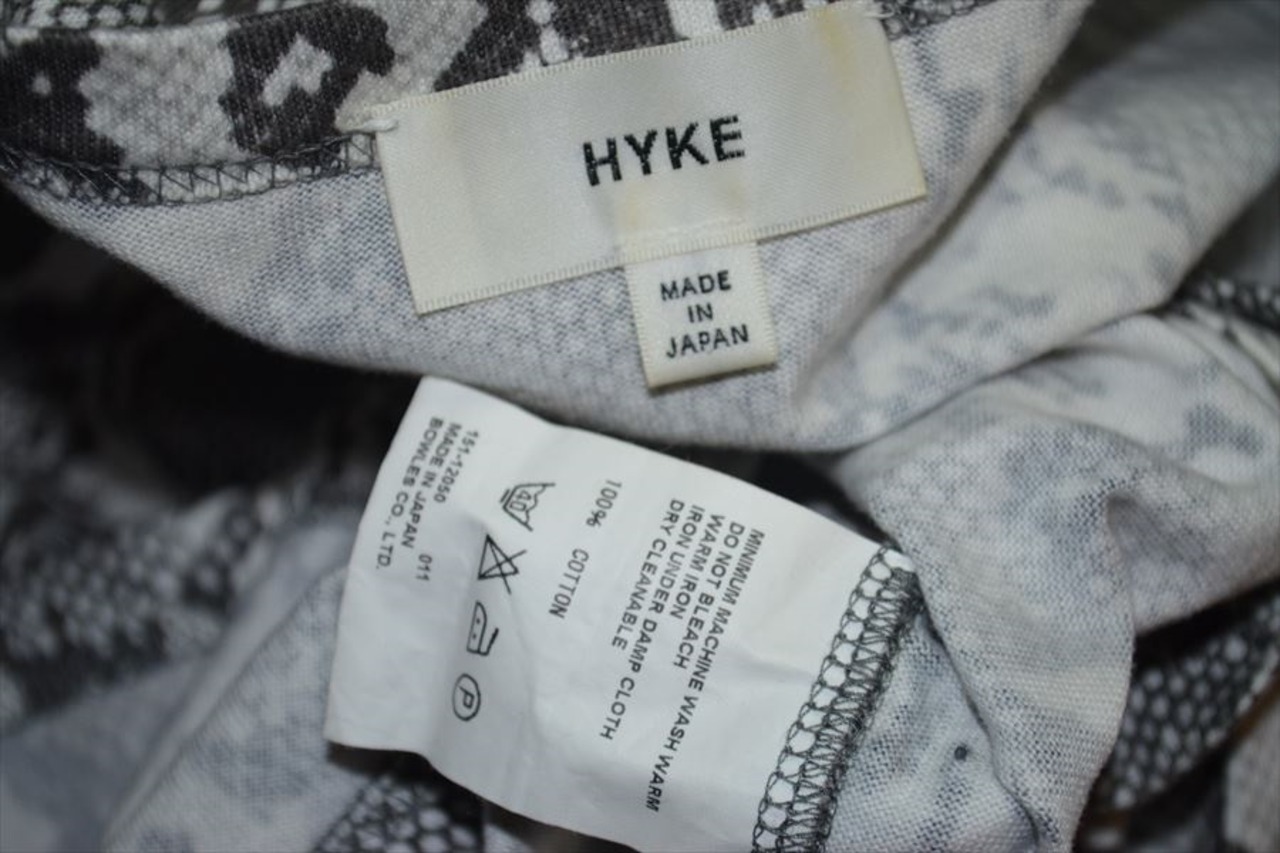 HYKE
MADE
IN
JAPAN
MINIMUM MACHINE WASH WARM
DO NOT BLEACH
WARM IRON
IRON UNDER DAMP CLOTH
DRY CLEANABLE
100% COTTON
40
P
151-12050 011
MADE IN JAPAN
BOWLES CO., LTD.